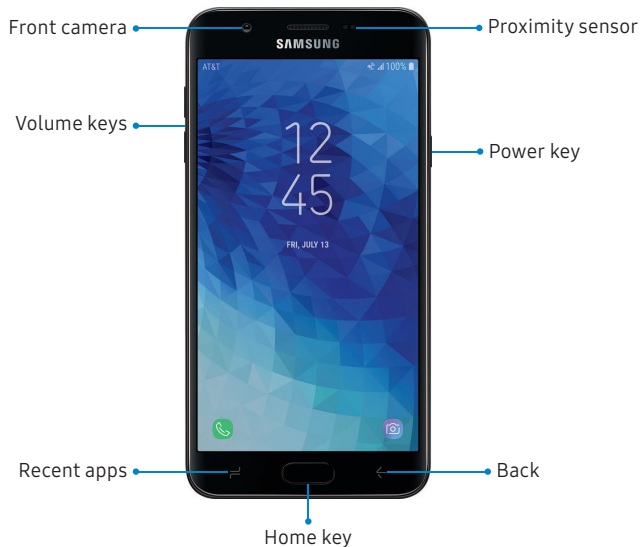 Front camera
Proximity sensor
SAMSUNG
AT&T
100%
Volume keys
12
45
Power key
FRI, JULY 13
Recent apps
Back
Home key